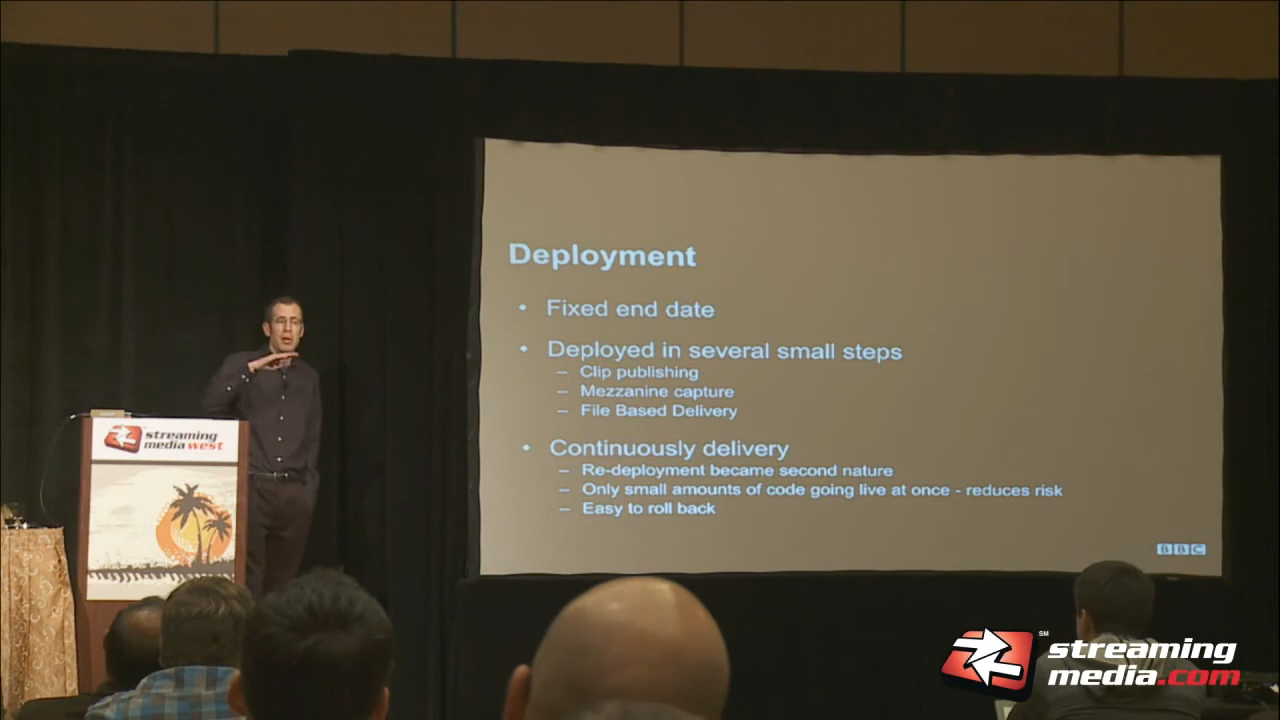 Deployment
• Fixed end date
• Deployed in several small steps
– Clip publishing
– Mezzanine capture
– File Based Delivery
• Continuously delivery
– Re-deployment became second nature
– Only small amounts of code going live at once - reduces risk
– Easy to roll back
BBC
streaming
media west
SM
streaming
media.com